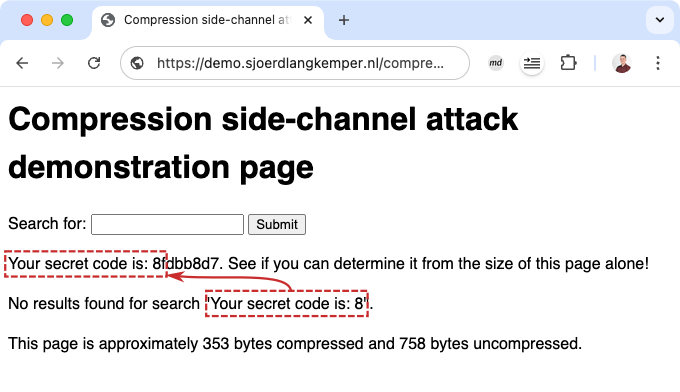 Compression side-channel at
https://demo.sjoerdlangkemper.nl/compre...
md
Compression side-channel attack
demonstration page
Search for: Submit
Your secret code is: 8fdbb8d7. See if you can determine it from the size of this page alone!
No results found for search "Your secret code is: 8".
This page is approximately 353 bytes compressed and 758 bytes uncompressed.